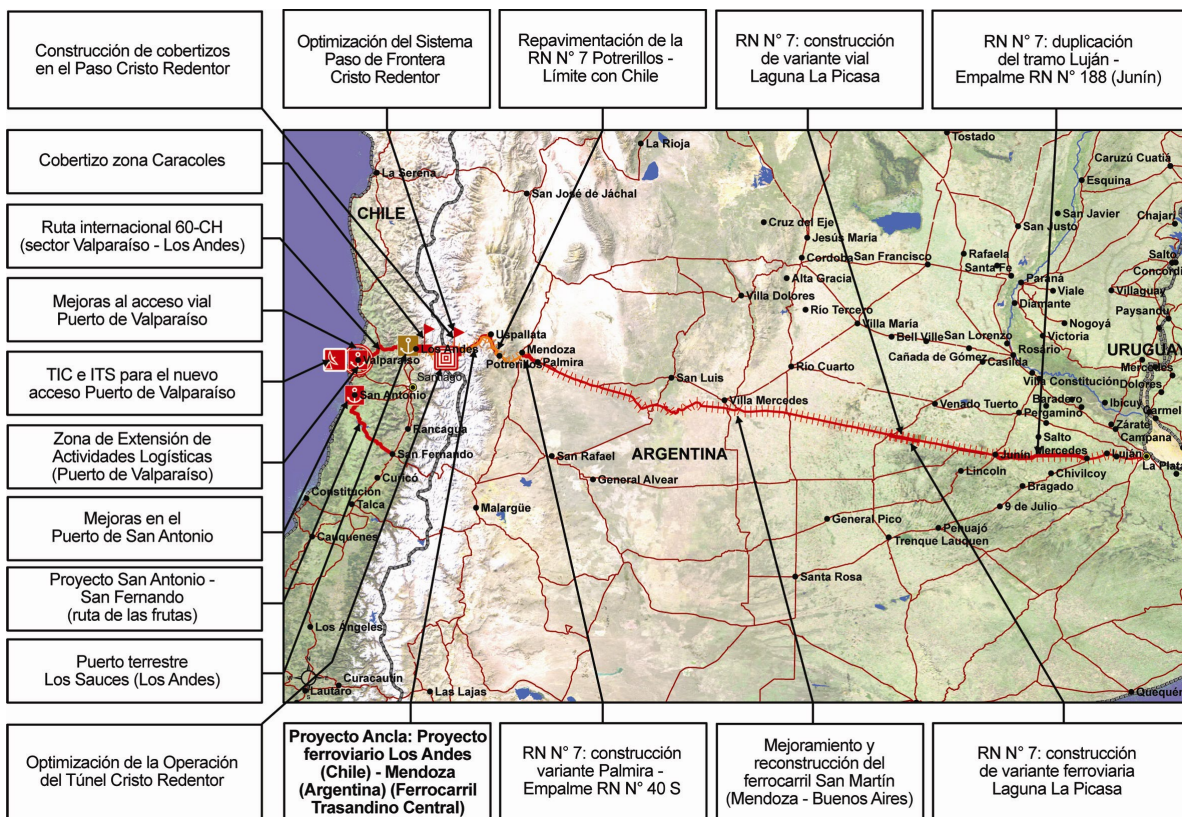 Construcción de cobertizos
en el Paso Cristo Redentor
Optimización del Sistema
Paso de Frontera
Cristo Redentor
Repavimentación de la
RN N° 7 Potrerillos -
Límite con Chile
RN N° 7: construcción
de variante vial
Laguna La Picasa
RN N° 7: duplicación
del tramo Luján -
Empalme RN N° 188 (Junín)
Cobertizo zona Caracoles
Ruta internacional 60-CH
(sector Valparaíso - Los Andes)
Mejoras al acceso vial
Puerto de Valparaíso
TIC e ITS para el nuevo
acceso Puerto de Valparaíso
Zona de Extensión de
Actividades Logísticas
(Puerto de Valparaíso)
Mejoras en el
Puerto de San Antonio
Proyecto San Antonio -
San Fernando
(ruta de las frutas)
Puerto terrestre
Los Sauces (Los Andes)
Optimización de la Operación
del Túnel Cristo Redentor
Proyecto Ancla: Proyecto
ferroviario Los Andes
(Chile) - Mendoza
(Argentina) (Ferrocarril
Trasandino Central)
RN N° 7: construcción
variante Palmira -
Empalme RN N° 40 S
Mejoramiento y
reconstrucción del
ferrocarril San Martín
(Mendoza - Buenos Aires)
RN N° 7: construcción
de variante ferroviaria
Laguna La Picasa
La Rioja
Tostado
Caruzú Cuatiá
La Serena
Esquina
San José de Jáchal
CHILE
Cruz del Eje
San Javier
Chajarí
San Justo
Jesús María
Cordoba
San Francisco
Rafaela
Salto
Santa Fe
Concordi
Alta Gracia
Paraná
Viale
Villaguay
Villa Dolores
Diamante
Paysandu
Río Tercero
Nogoyá
Villa María
Uspallata
Bell Ville
San Lorenzo
Victoria
Los Andes
Cañada de Gómez
Rosario
URUGUAY
Mendoza
Valparaíso
Potrerillos
Palmira
Río Cuarto
Casilda
Mercedes
Santiago
San Luis
Villa Constitución
Dolores
San Antonio
Villa Mercedes
Venado Tuerto
Baradero
Ibicuy
Pergamino
Carmel
Zárate
Rancagua
Salto
Campana
ARGENTINA
Mercedes
San Fernando
San Rafael
Junín
Luján
La Plata
Curicó
General Alvear
Lincoln
Chivilcoy
Bragado
Constitución
Talca
Malargüe
9 de Julio
General Pico
Pehuajó
Cauquenes
Trenque Lauquen
Santa Rosa
Los Ángeles
Curacautín
Lautaro
Las Lajas
Quequén